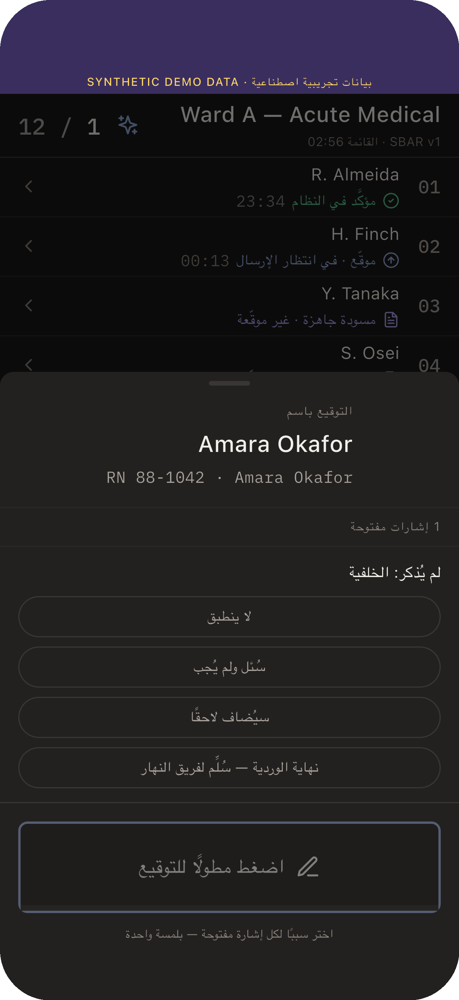 SYNTHETIC DEMO DATA · بيانات تجريبية اصطناعية
Ward A — Acute Medical
1 / 12
SBAR v1 · القائمة 02:56
01
R. Almeida
مؤكَّد في النظام 23:34
02
H. Finch
موقّع · في انتظار الإرسال 00:13
03
Y. Tanaka
مسودة جاهزة · غير موقّعة
04
S. Osei
التوقيع باسم
Amara Okafor
RN 88-1042 · Amara Okafor
1 إشارات مفتوحة
لم يُذكر: الخلفية
لا ينطبق
سُئل ولم يُجب
سيُضاف لاحقًا
نهاية الوردية — سُلِّم لفريق النهار
اضغط مطولًا للتوقيع
اختر سببًا لكل إشارة مفتوحة — بلمسة واحدة